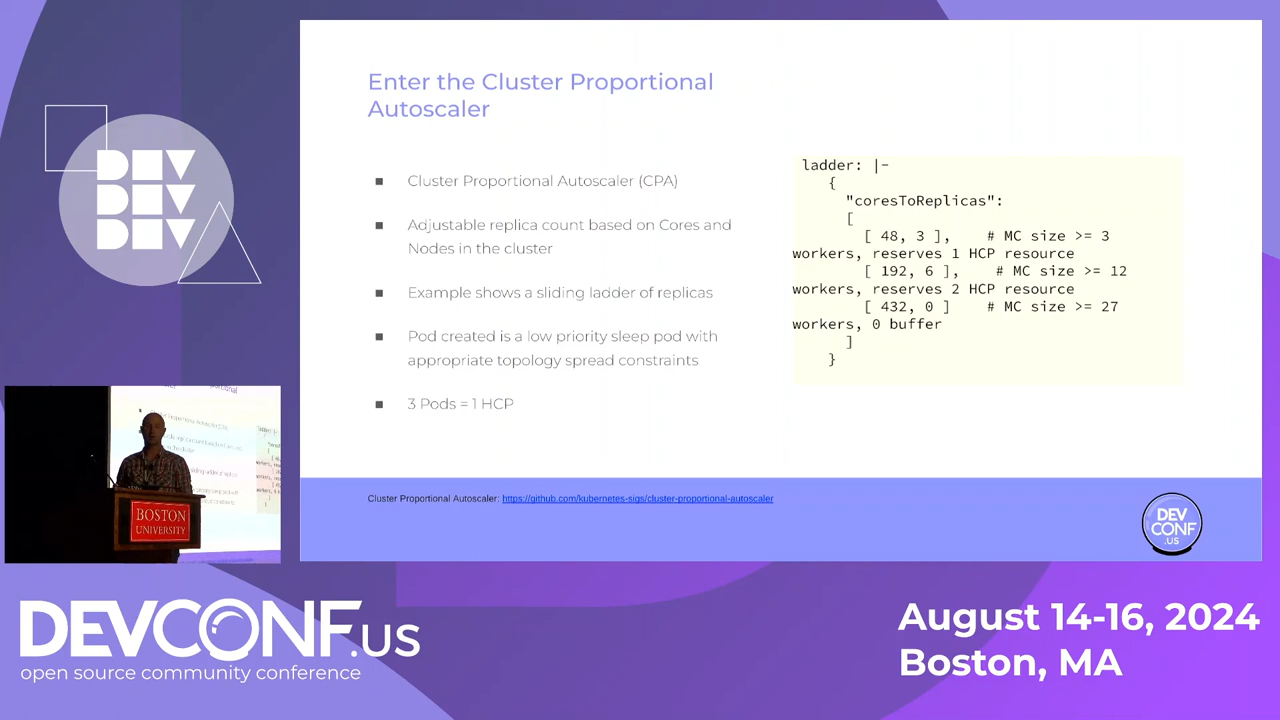 Enter the Cluster Proportional
Autoscaler
■ Cluster Proportional Autoscaler (CPA)
■ Adjustable replica count based on Cores and
Nodes in the cluster
■ Example shows a sliding ladder of replicas
■ Pod created is a low priority sleep pod with
appropriate topology spread constraints
■ 3 Pods = 1 HCP
ladder: |-
{
"coresToReplicas":
[
[ 48, 3 ], # MC size >= 3
workers, reserves 1 HCP resource
[ 192, 6 ], # MC size >= 12
workers, reserves 2 HCP resource
[ 432, 0 ] # MC size >= 27
workers, 0 buffer
]
}
Cluster Proportional Autoscaler: https://github.com/kubernetes-sigs/cluster-proportional-autoscaler
DEV
CONF
.US
DEV
DEV
DEV
BOSTON
UNIVERSITY
DEVCONF.US
open source community conference
August 14-16, 2024
Boston, MA